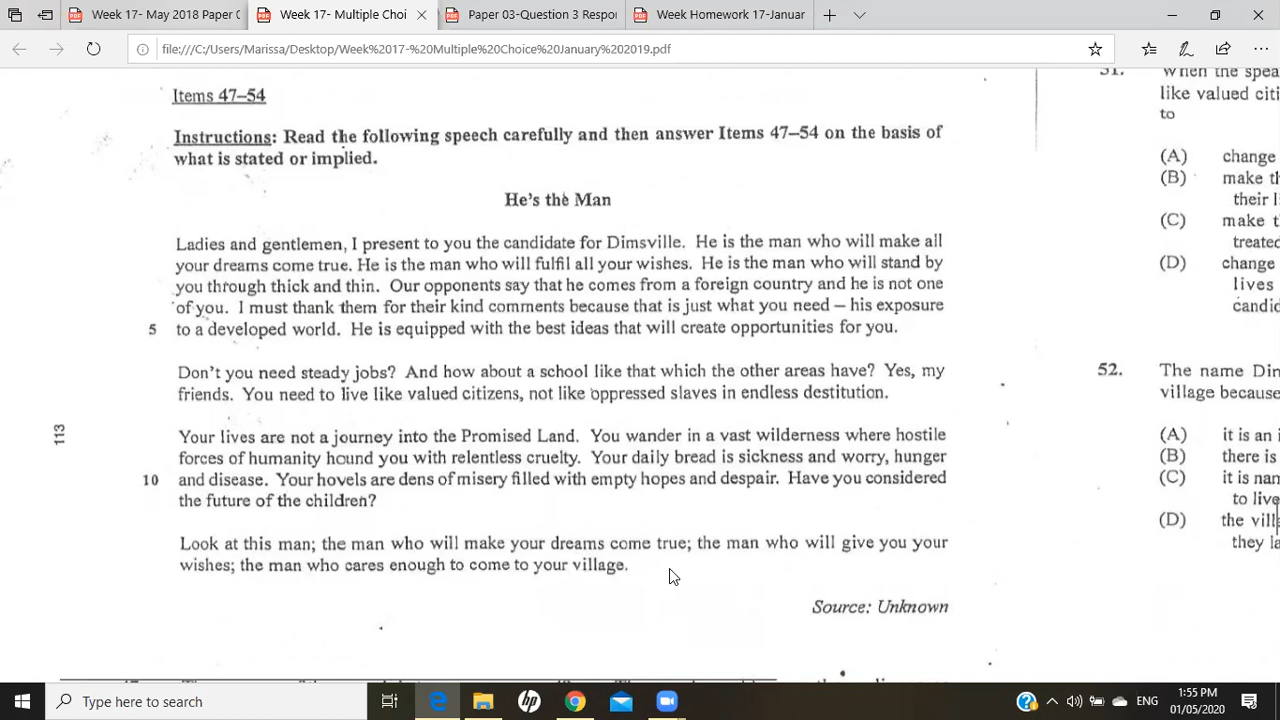 Week 17- May 2018 Paper (
Week 17- Multiple Choi
Paper 03-Question 3 Respor
Week Homework 17-Januar
file:///C:/Users/Marissa/Desktop/Week%2017-%20Multiple%20Choice%20January%202019.pdf
Items 47–54
Instructions: Read the following speech carefully and then answer Items 47–54 on the basis of
what is stated or implied.
He's the Man
Ladies and gentlemen, I present to you the candidate for Dimsville. He is the man who will make all
your dreams come true. He is the man who will fulfil all your wishes. He is the man who will stand by
you through thick and thin. Our opponents say that he comes from a foreign country and he is not one
of you. I must thank them for their kind comments because that is just what you need – his exposure
5 to a developed world. He is equipped with the best ideas that will create opportunities for you.
Don't you need steady jobs? And how about a school like that which the other areas have? Yes, my
friends. You need to live like valued citizens, not like oppressed slaves in endless destitution.
Your lives are not a journey into the Promised Land. You wander in a vast wilderness where hostile
forces of humanity hound you with relentless cruelty. Your daily bread is sickness and worry, hunger
10 and disease. Your hovels are dens of misery filled with empty hopes and despair. Have you considered
the future of the children?
Look at this man; the man who will make your dreams come true; the man who will give you your
wishes; the man who cares enough to come to your village.
Source: Unknown
113
51. When the spea
like valued citi
to
(A) change
(B) make th
their l
(C) make t
treated
(D) change
lives
candid
52. The name Din
village because
(A) it is an i
(B) there is
(C) it is nan
to live
(D) the vill
they la
Type here to search
ENG
1:55 PM
01/05/2020